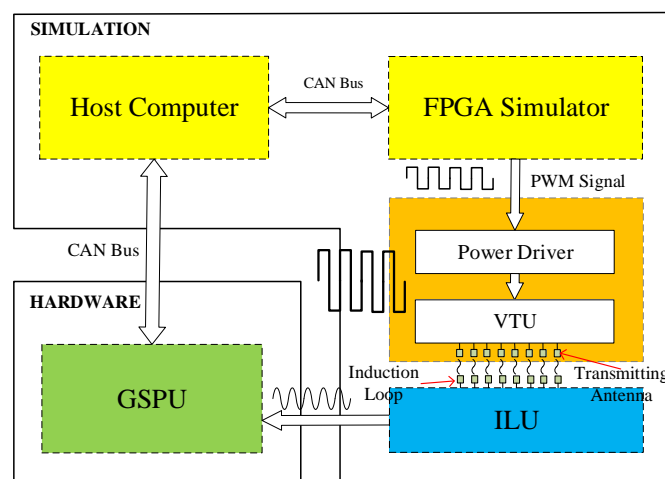 SIMULATION
Host Computer
CAN Bus
FPGA Simulator
PWM Signal
CAN Bus
Power Driver
VTU
HARDWARE
Induction
Loop
Transmitting
Antenna
GSPU
ILU